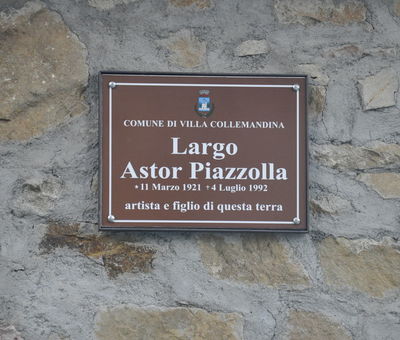 COMUNE DI VILLA COLLEMANDINA
Largo
Astor Piazzolla
* 11 Marzo 1921 + 4 Luglio 1992
artista e figlio di questa terra